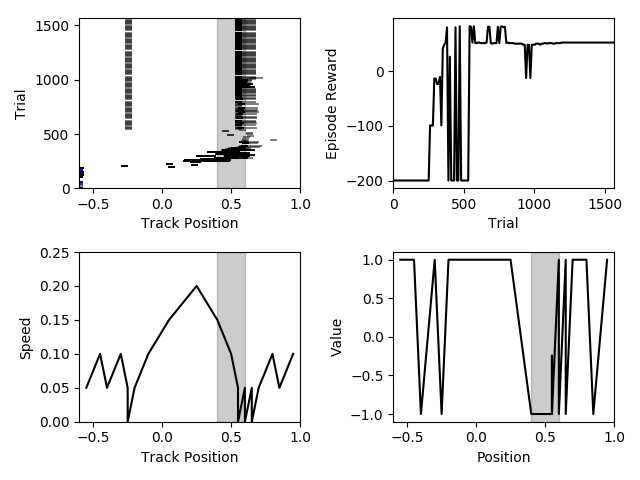 1500
1000
500
0
Trial
−0.5 0.0 0.5 1.0
Track Position
0
−100
−200
Episode Reward
0 500 1000 1500
Trial
0.25
0.20
0.15
0.10
0.05
0.00
Speed
−0.5 0.0 0.5 1.0
Track Position
1.0
0.5
0.0
−0.5
−1.0
Value
−0.5 0.0 0.5 1.0
Position